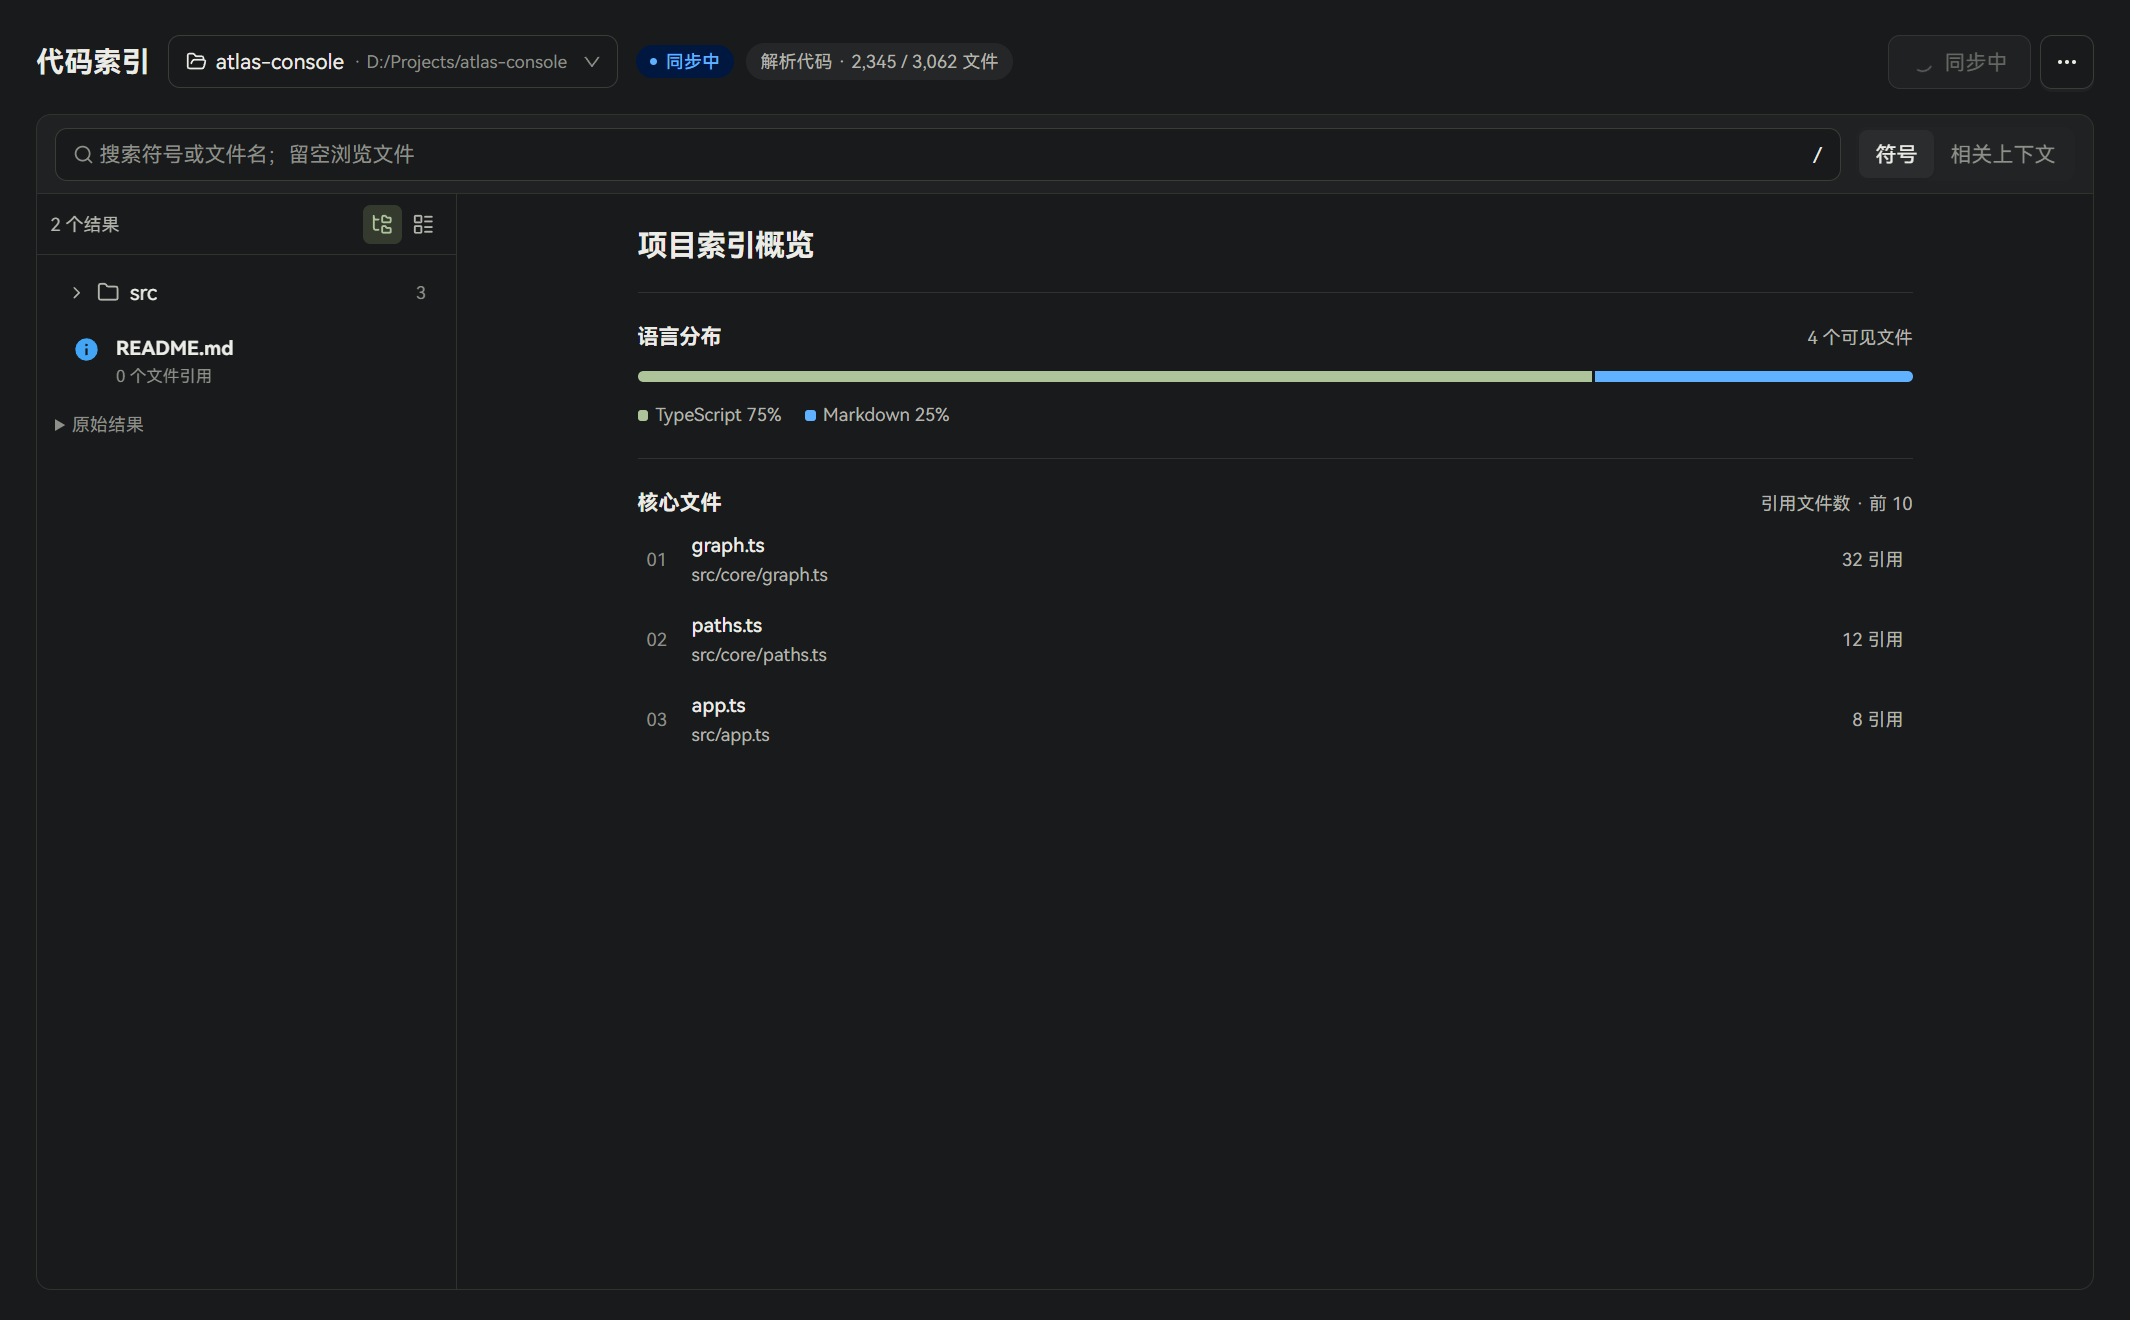 代码索引
atlas-console · D:/Projects/atlas-console
同步中
解析代码 · 2,345 / 3,062 文件
同步中
搜索符号或文件名；留空浏览文件
/
符号
相关上下文
2 个结果
src
3
README.md
0 个文件引用
原始结果
项目索引概览
语言分布
4 个可见文件
TypeScript 75%
Markdown 25%
核心文件
引用文件数 · 前 10
01
graph.ts
src/core/graph.ts
32 引用
02
paths.ts
src/core/paths.ts
12 引用
03
app.ts
src/app.ts
8 引用